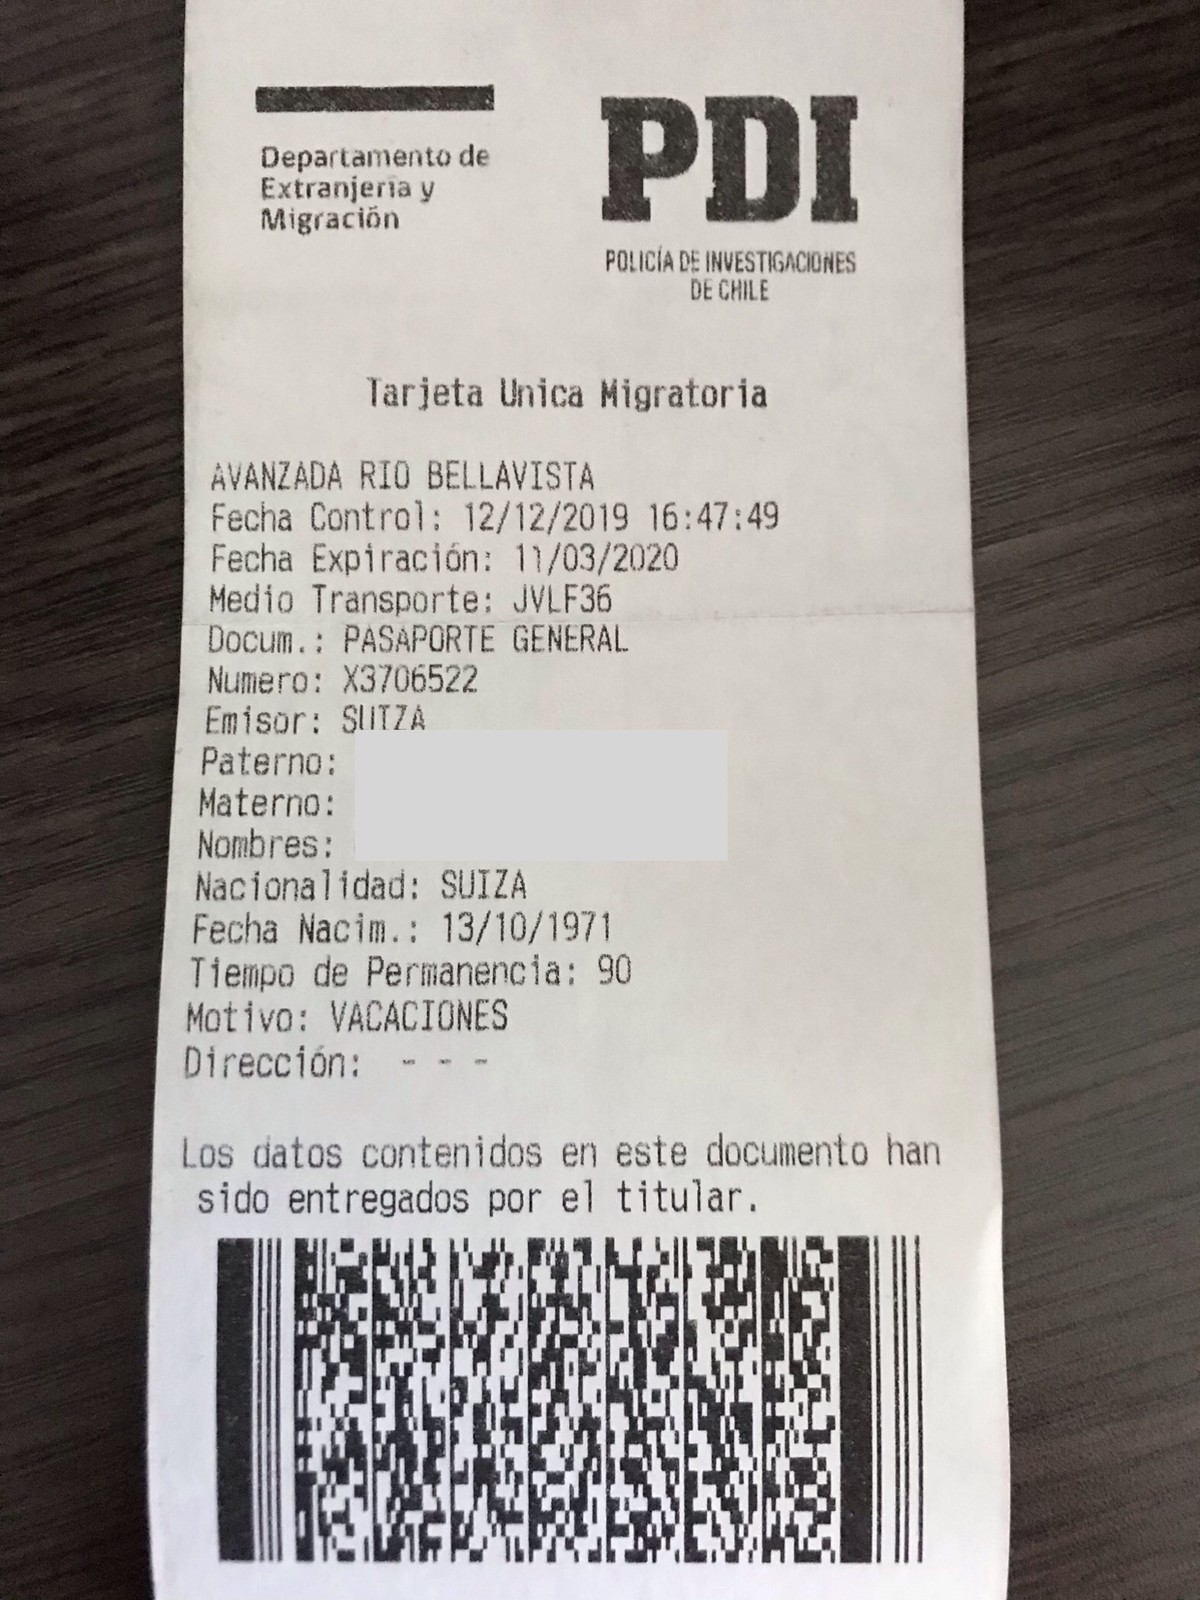 Departamento de
Extranjería y
Migración
PDI
POLICÍA DE INVESTIGACIONES
DE CHILE
Tarjeta Unica Migratoria
AVANZADA RIO BELLAVISTA
Fecha Control: 12/12/2019 16:47:49
Fecha Expiración: 11/03/2020
Medio Transporte: JVLF36
Docum.: PASAPORTE GENERAL
Numero: X3706522
Emisor: SUIZA
Paterno:
Materno:
Nombres:
Nacionalidad: SUIZA
Fecha Nacim.: 13/10/1971
Tiempo de Permanencia: 90
Motivo: VACACIONES
Dirección: - - -
Los datos contenidos en este documento han
sido entregados por el titular.